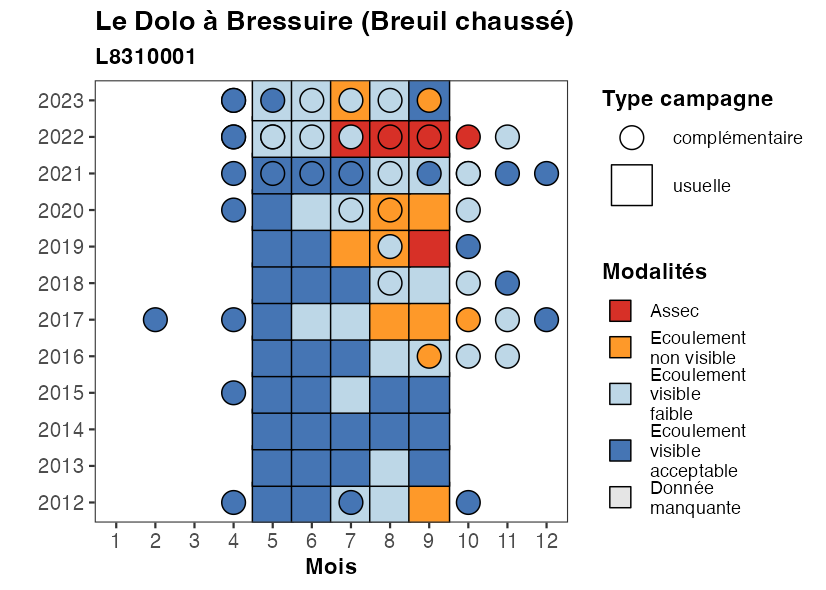 Le Dolo à Bressuire (Breuil chaussé)
L8310001
2023
2022
2021
2020
2019
2018
2017
2016
2015
2014
2013
2012
1 2 3 4 5 6 7 8 9 10 11 12
Mois
Type campagne
complémentaire
usuelle
Modalités
Assec
Ecoulement
non visible
Ecoulement
visible
faible
Ecoulement
visible
acceptable
Donnée
manquante